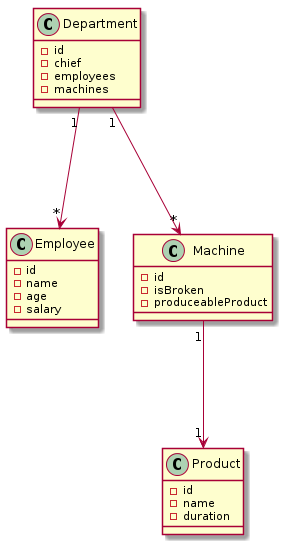 C Department
id
chief
employees
machines
1 1
* *
C Employee
id
name
age
salary
C Machine
id
isBroken
produceableProduct
1
1
C Product
id
name
duration